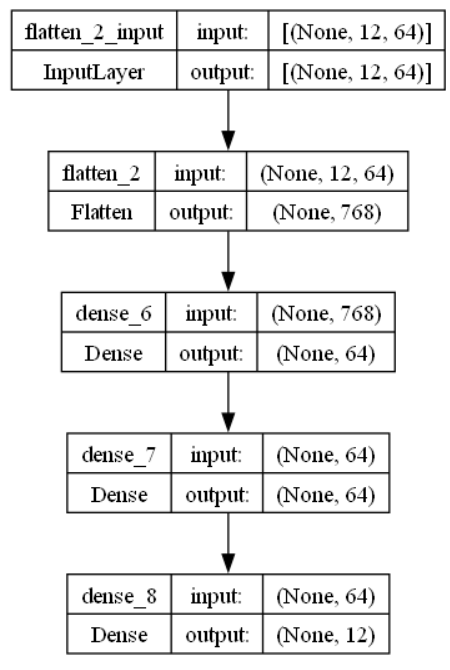 flatten_2_input input: [(None, 12, 64)]
InputLayer output: [(None, 12, 64)]
flatten_2 input: (None, 12, 64)
Flatten output: (None, 768)
dense_6 input: (None, 768)
Dense output: (None, 64)
dense_7 input: (None, 64)
Dense output: (None, 64)
dense_8 input: (None, 64)
Dense output: (None, 12)